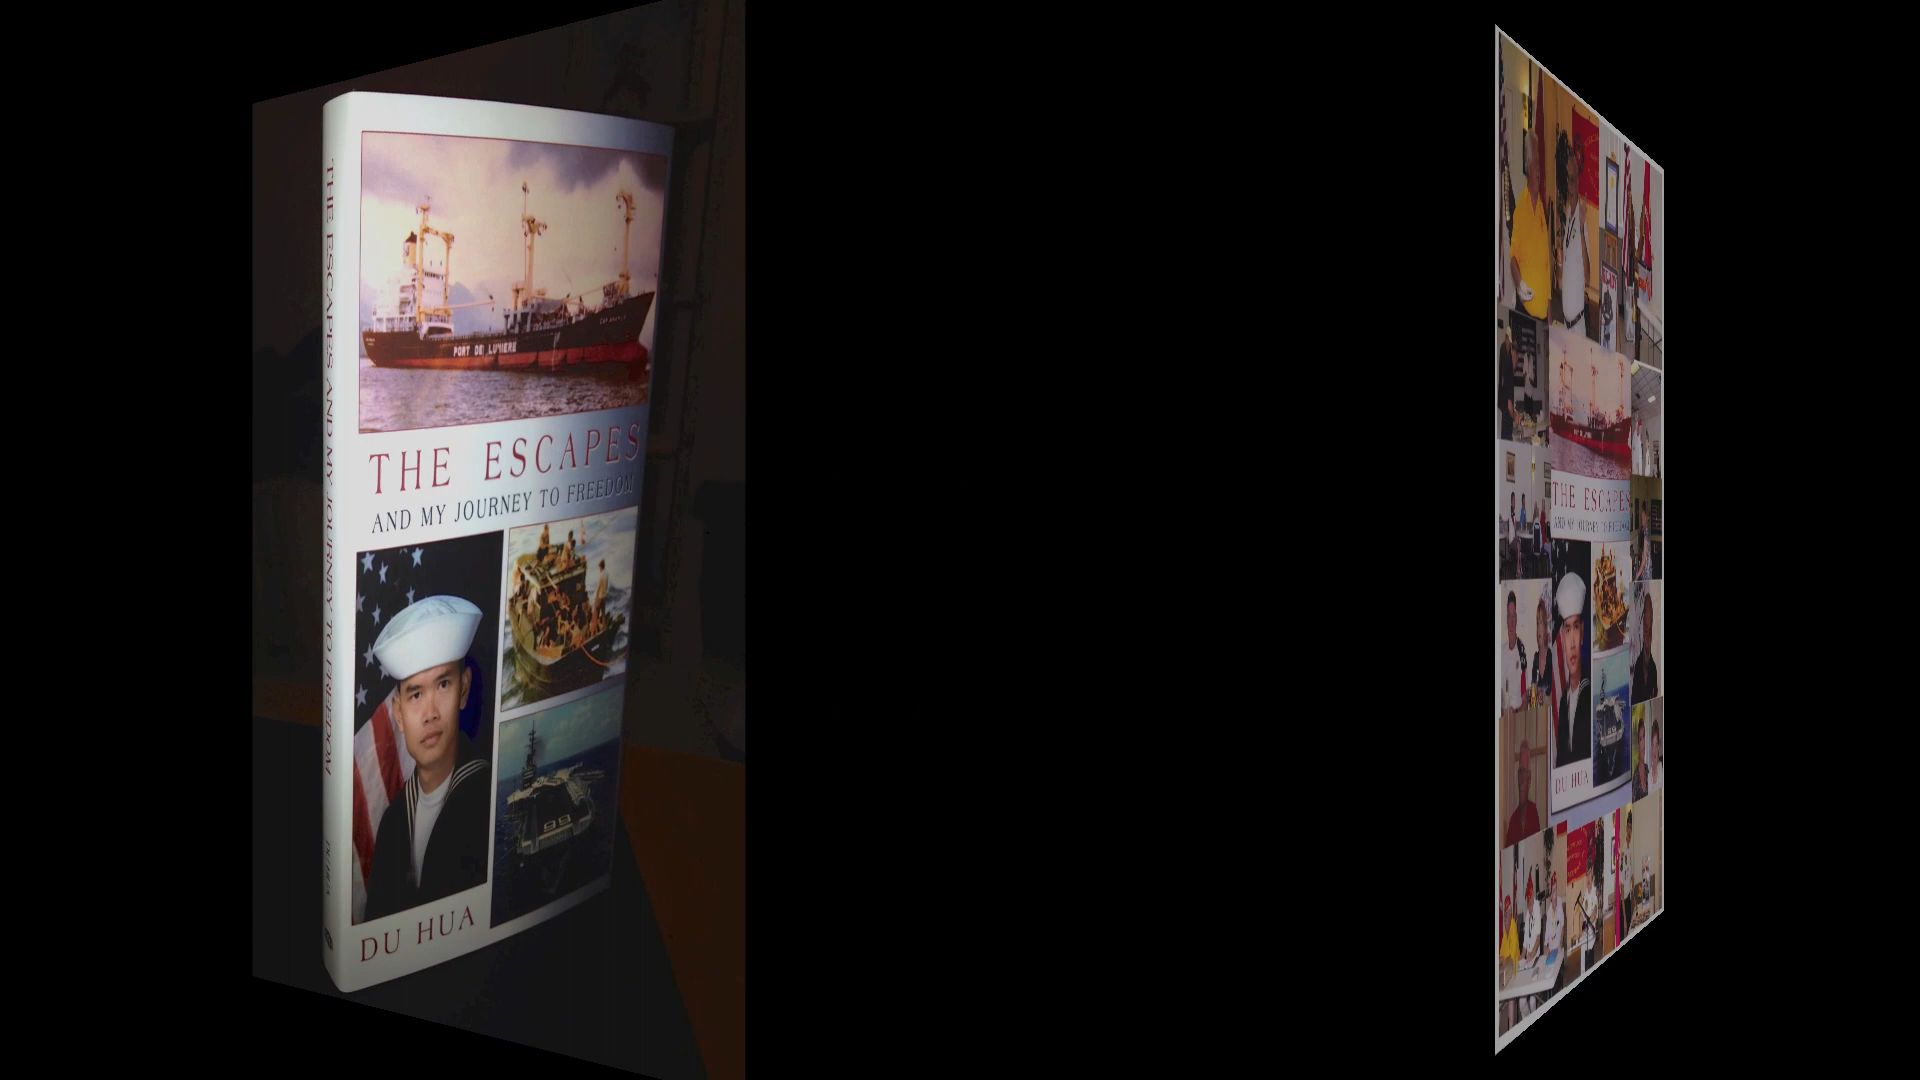 THE ESCAPES AND MY JOURNEY TO FREEDOM
DU HUA
PORT DE LUMIERE
THE ESCAPES
AND MY JOURNEY TO FREEDOM
DU HUA
THE ESCAPES
AND MY JOURNEY TO FREEDOM
DU HUA